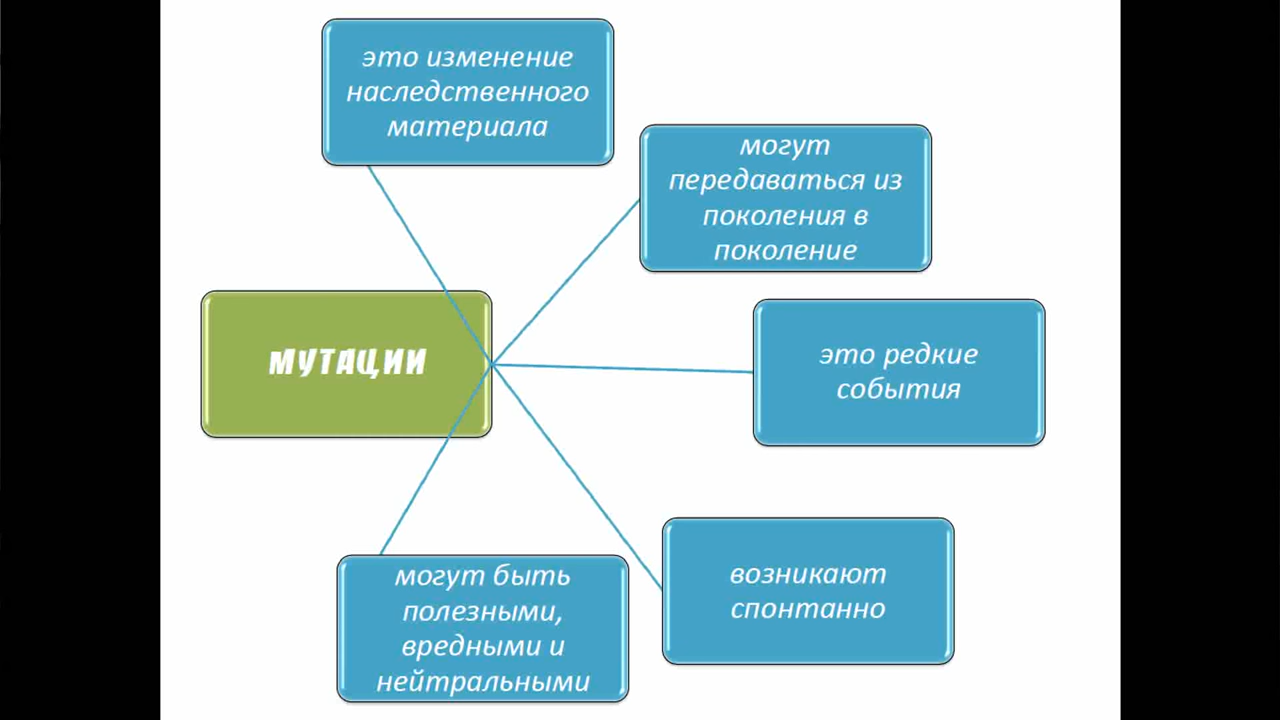 это изменение
наследственного
материала
могут
передаваться из
поколения в
поколение
МУТАЦИИ
это редкие
события
возникают
спонтанно
могут быть
полезными,
вредными и
нейтральными